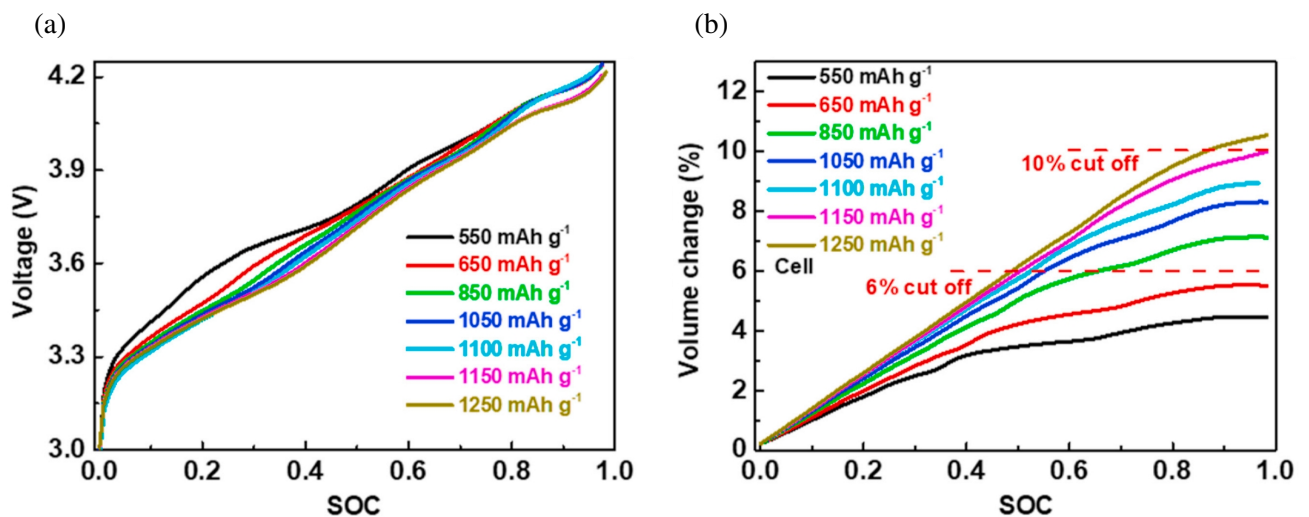 (a)
(b)
Voltage (V)
4.2
3.9
3.6
3.3
3.0
0.0 0.2 0.4 0.6 0.8 1.0
SOC
550 mAh g⁻¹
650 mAh g⁻¹
850 mAh g⁻¹
1050 mAh g⁻¹
1100 mAh g⁻¹
1150 mAh g⁻¹
1250 mAh g⁻¹
Volume change (%)
12
10
8
6
4
2
0
0.0 0.2 0.4 0.6 0.8 1.0
SOC
550 mAh g⁻¹
650 mAh g⁻¹
850 mAh g⁻¹
1050 mAh g⁻¹
1100 mAh g⁻¹
1150 mAh g⁻¹
1250 mAh g⁻¹
Cell
10% cut off
6% cut off